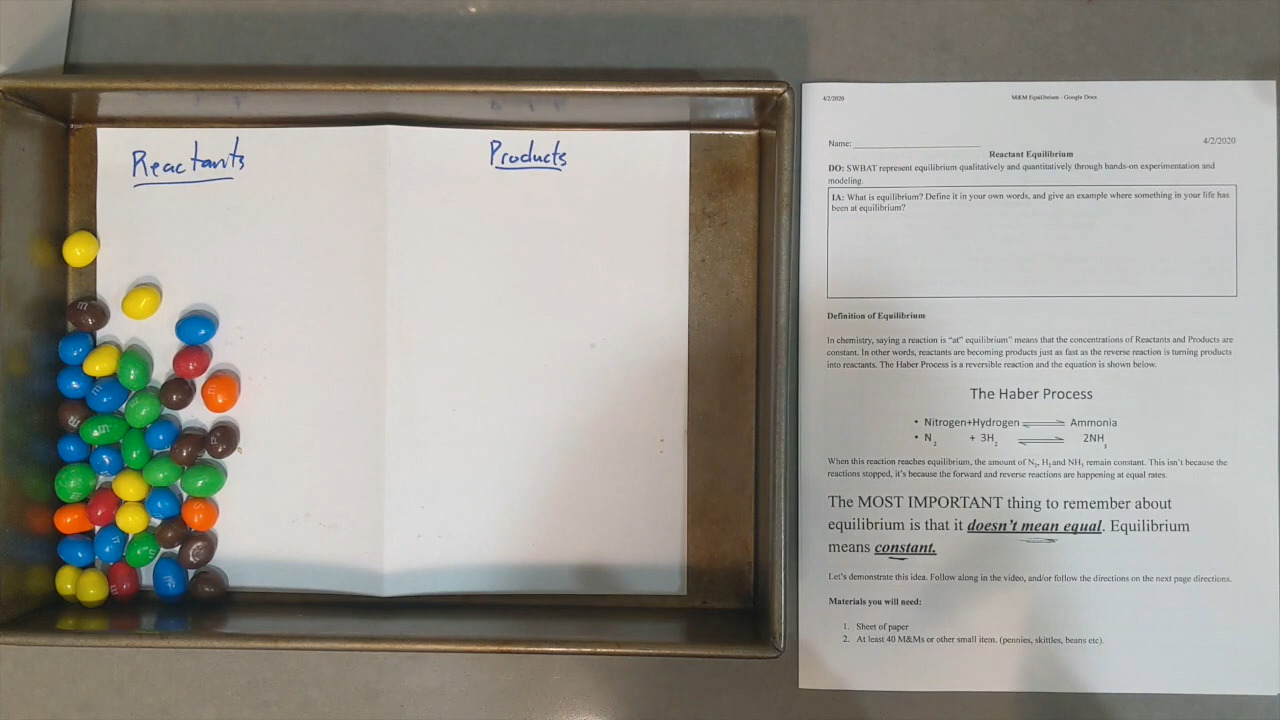 Reactants
Products
4/2/2020
M&M Equilibrium - Google Docs
Name:
4/2/2020
Reactant Equilibrium
DO: SWBAT represent equilibrium qualitatively and quantitatively through hands-on experimentation and
modeling.
IA: What is equilibrium? Define it in your own words, and give an example where something in your life has
been at equilibrium?
Definition of Equilibrium
In chemistry, saying a reaction is "at" equilibrium" means that the concentrations of Reactants and Products are
constant. In other words, reactants are becoming products just as fast as the reverse reaction is turning products
into reactants. The Haber Process is a reversible reaction and the equation is shown below.
The Haber Process
• Nitrogen+Hydrogen ⇌ Ammonia
• N₂ + 3H₂ ⇌ 2NH₃
When this reaction reaches equilibrium, the amount of N₂, H₂ and NH₃ remain constant. This isn't because the
reactions stopped, it's because the forward and reverse reactions are happening at equal rates.
The MOST IMPORTANT thing to remember about
equilibrium is that it doesn't mean equal. Equilibrium
means constant.
Let's demonstrate this idea. Follow along in the video, and/or follow the directions on the next page directions.
Materials you will need:
1. Sheet of paper
2. At least 40 M&Ms or other small item. (pennies, skittles, beans etc).